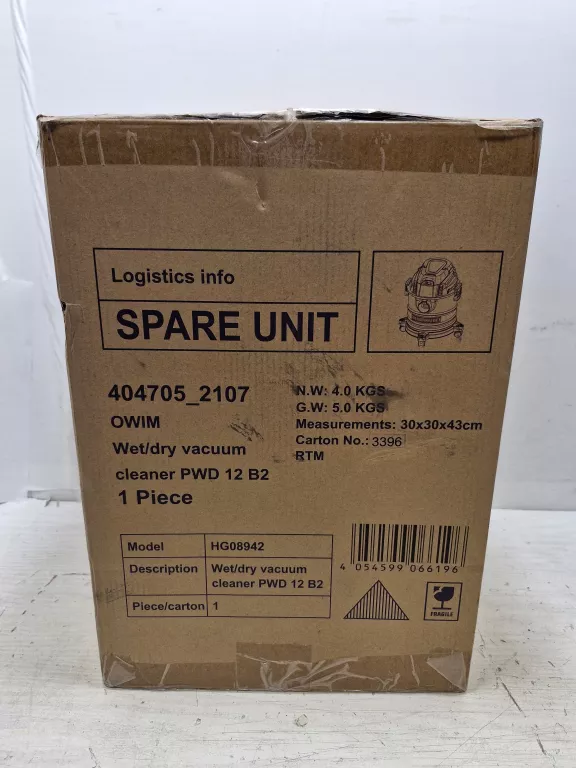 Logistics info
SPARE UNIT
404705_2107
OWIM
Wet/dry vacuum
cleaner PWD 12 B2
1 Piece
N.W: 4.0 KGS
G.W: 5.0 KGS
Measurements: 30x30x43cm
Carton No.: 3396
RTM
Model HG08942
Description Wet/dry vacuum
cleaner PWD 12 B2
Piece/carton 1
4 054599 066196
FRAGILE